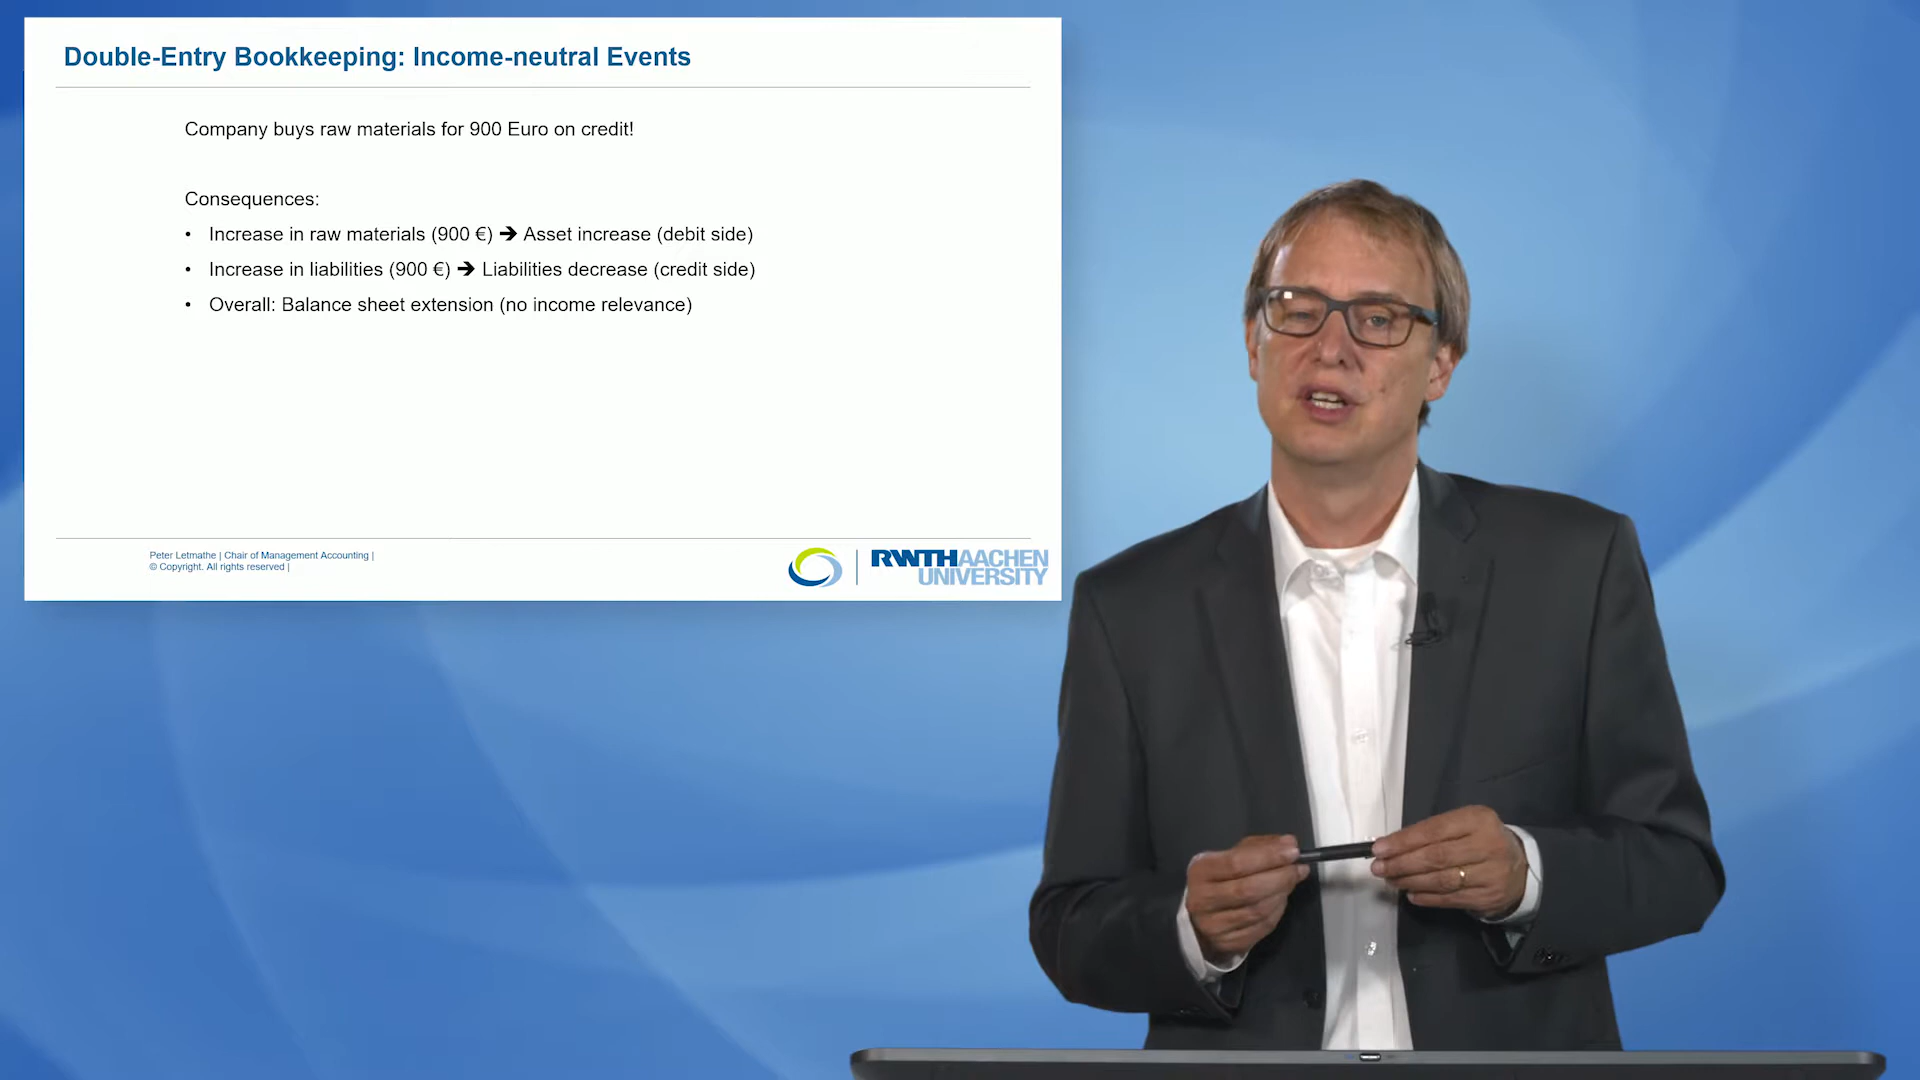 Double-Entry Bookkeeping: Income-neutral Events
Company buys raw materials for 900 Euro on credit!
Consequences:
• Increase in raw materials (900 €) 🡲 Asset increase (debit side)
• Increase in liabilities (900 €) 🡲 Liabilities decrease (credit side)
• Overall: Balance sheet extension (no income relevance)
Peter Letmathe | Chair of Management Accounting |
© Copyright. All rights reserved |
RWTH AACHEN
UNIVERSITY